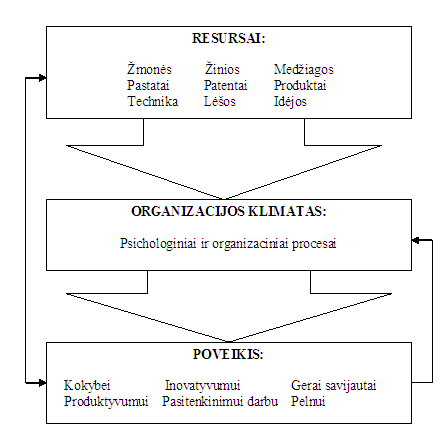 RESURSAI:
Žmonės Žinios Medžiagos
Pastatai Patentai Produktai
Technika Lėšos Idėjos
ORGANIZACIJOS KLIMATAS:
Psichologiniai ir organizaciniai procesai
POVEIKIS:
Kokybei Inovatyvumui Gerai savijautai
Produktyvumui Pasitenkinimui darbu Pelnui